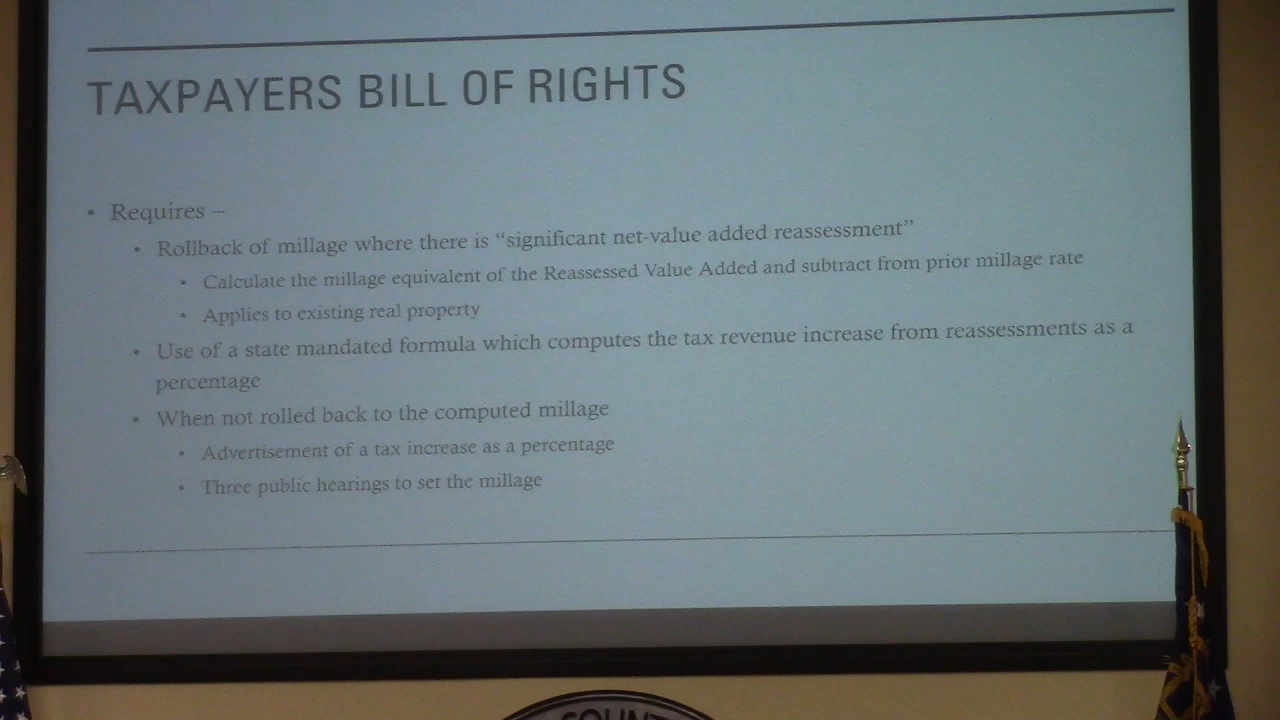 TAXPAYERS BILL OF RIGHTS
• Requires –
• Rollback of millage where there is “significant net-value added reassessment”
• Calculate the millage equivalent of the Reassessed Value Added and subtract from prior millage rate
• Applies to existing real property
• Use of a state mandated formula which computes the tax revenue increase from reassessments as a
percentage
• When not rolled back to the computed millage
• Advertisement of a tax increase as a percentage
• Three public hearings to set the millage